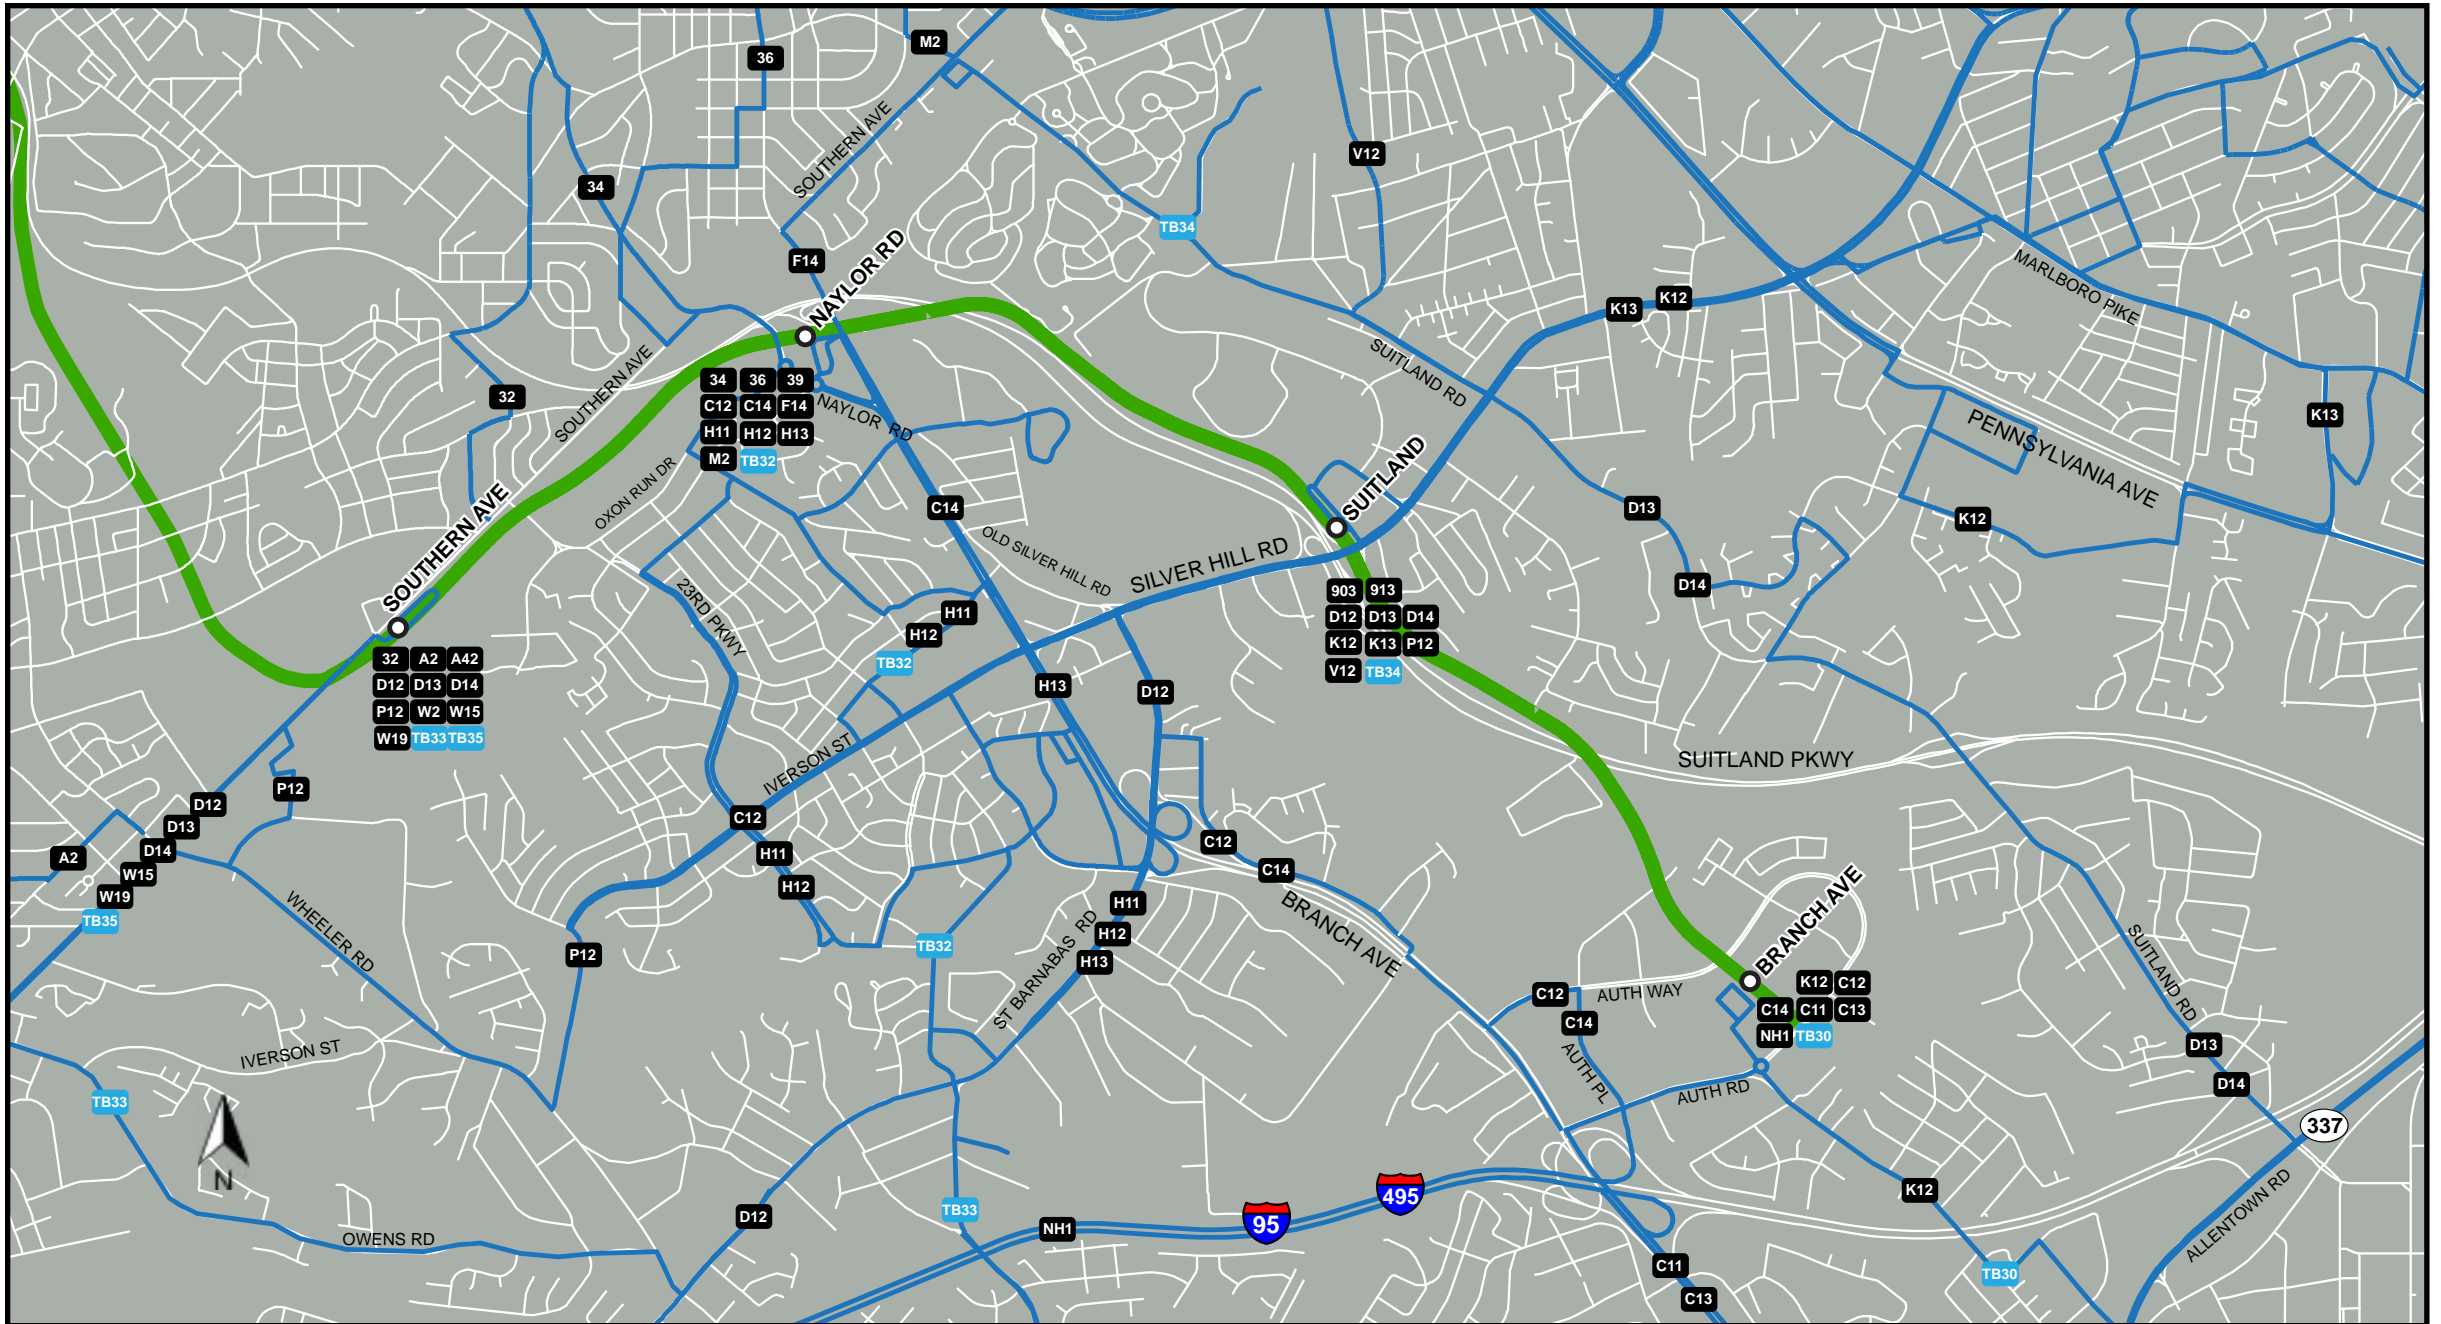 M2
36
SOUTHERN AVE
V12
34
TB34
F14
NAYLOR RD
MARLBORO PIKE
K13
K12
SUITLAND RD
SOUTHERN AVE
34 36 39
C12 C14 F14
H11 H12 H13
M2 TB32
NAYLOR RD
32
K13
PENNSYLVANIA AVE
SUITLAND
OXON RUN DR
C14
D13
K12
SOUTHERN AVE
OLD SILVER HILL RD
SILVER HILL RD
23RD PKWY
D14
903 913
D12 D13 D14
K12 K13 P12
V12 TB34
H11
H12
TB32
32 A2 A42
D12 D13 D14
P12 W2 W15
W19 TB33 TB35
H13
D12
IVERSON ST
SUITLAND PKWY
P12
D12
D13
D14
A2
W15
W19
TB35
C12
H11
H12
C12
C14
BRANCH AVE
BRANCH AVE
WHEELER RD
P12
TB32
H11
H12
H13
ST BARNABAS RD
K12 C12
C14 C11 C13
NH1 TB30
C12
AUTH WAY
C14
AUTH PL
AUTH RD
SUITLAND RD
D13
D14
IVERSON ST
TB33
N
337
K12
495
95
NH1
TB33
D12
OWENS RD
ALLENTOWN RD
C11
C13
TB30